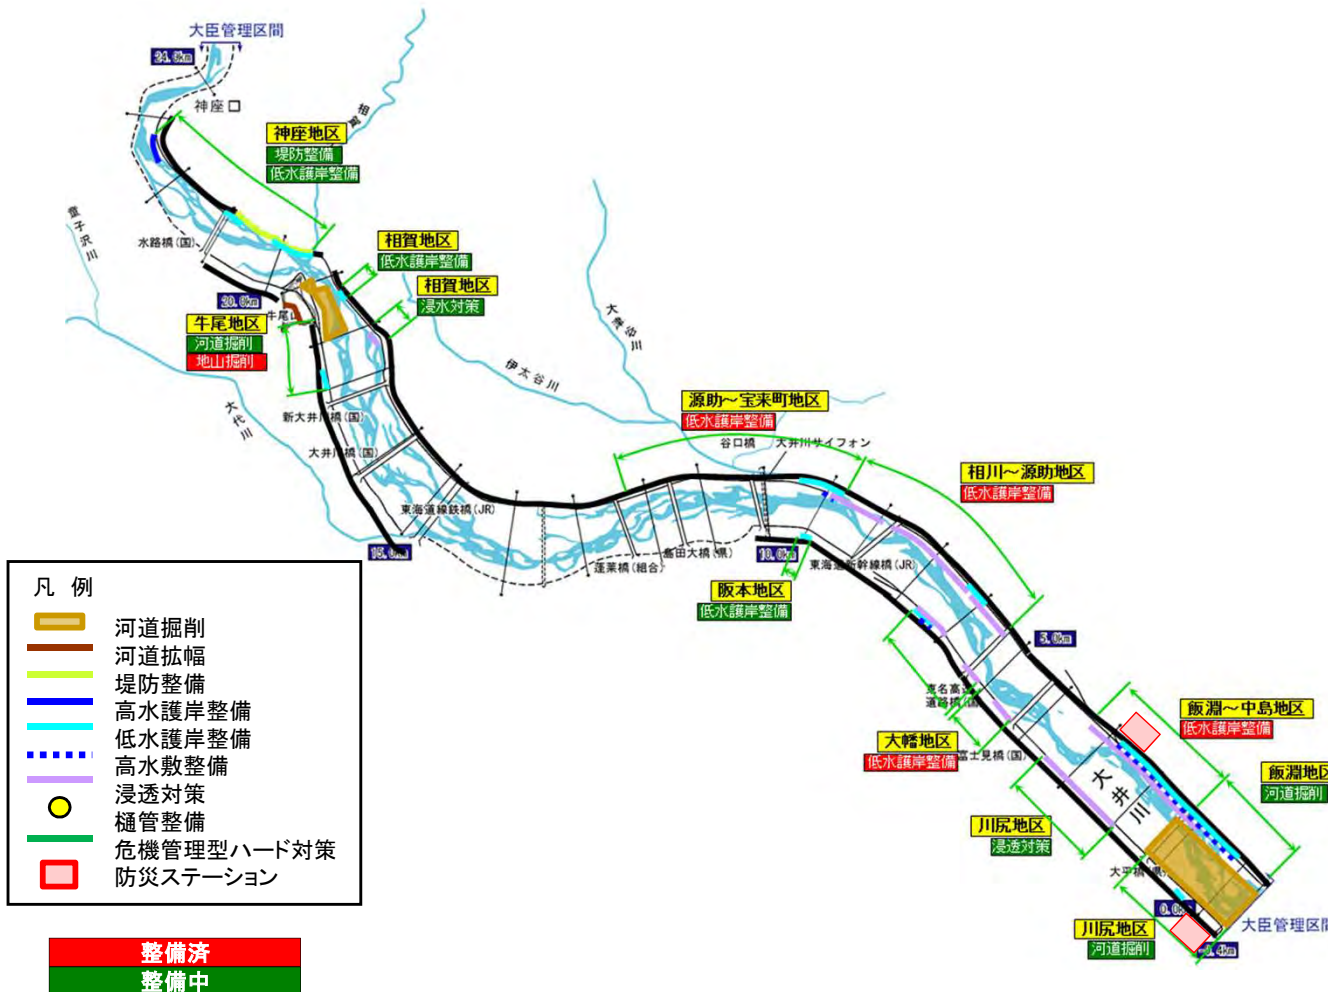 大臣管理区間
24.0km
神座口
相賀
神座地区
堤防整備
低水護岸整備
童子沢川
水路橋(国)
相賀地区
低水護岸整備
相賀地区
浸水対策
20.0km
牛尾山
牛尾地区
河道掘削
地山掘削
大代川
新大井川橋(国)
大井川橋(国)
東海道線鉄橋(JR)
15.0km
伊太谷川
大津谷川
源助～宝来町地区
低水護岸整備
谷口橋
大井川サイフォン
相川～源助地区
低水護岸整備
蓬莱橋(組合)
島田大橋(県)
10.0km
東海道新幹線橋(JR)
阪本地区
低水護岸整備
5.0km
東名高速
道路橋(国)
大幡地区
低水護岸整備
富士見橋(国)
飯淵～中島地区
低水護岸整備
飯淵地区
河道掘削
大井川
川尻地区
浸透対策
太平橋(県)
0.0km
川尻地区
河道掘削
大臣管理区間
凡 例
河道掘削
河道拡幅
堤防整備
高水護岸整備
低水護岸整備
高水敷整備
浸透対策
樋管整備
危機管理型ハード対策
防災ステーション
整備済
整備中